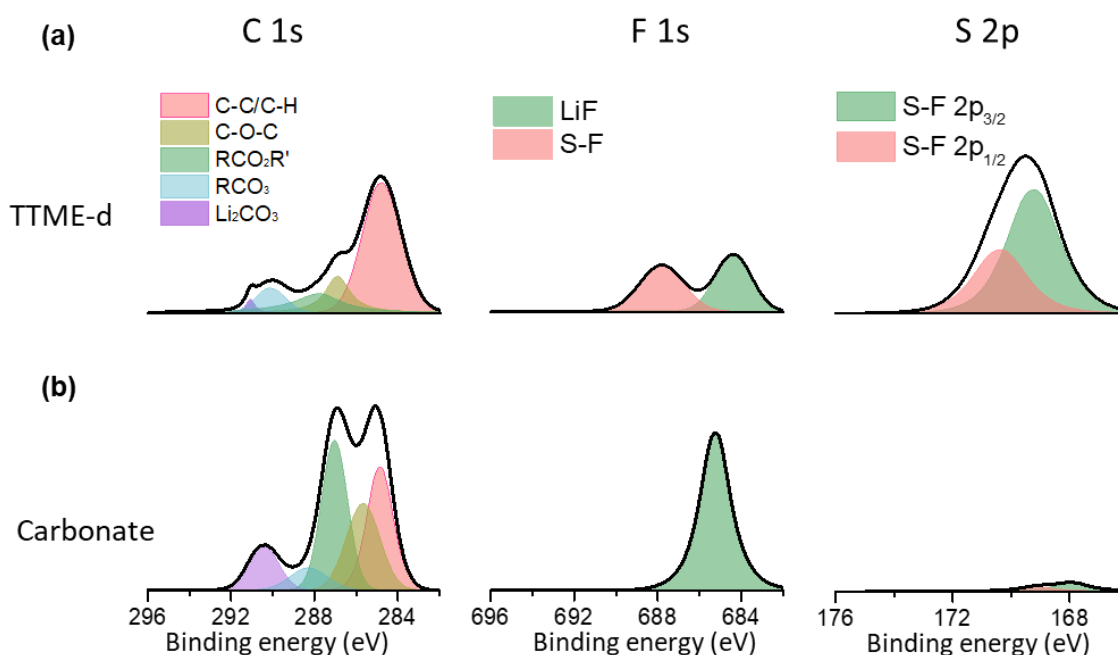 (a)
C 1s
F 1s
S 2p
C-C/C-H
C-O-C
RCO₂R'
RCO₃
Li₂CO₃
LiF
S-F
S-F 2p₃/₂
S-F 2p₁/₂
TTME-d
(b)
Carbonate
296 292 288 284
Binding energy (eV)
696 692 688 684
Binding energy (eV)
176 172 168
Binding energy (eV)